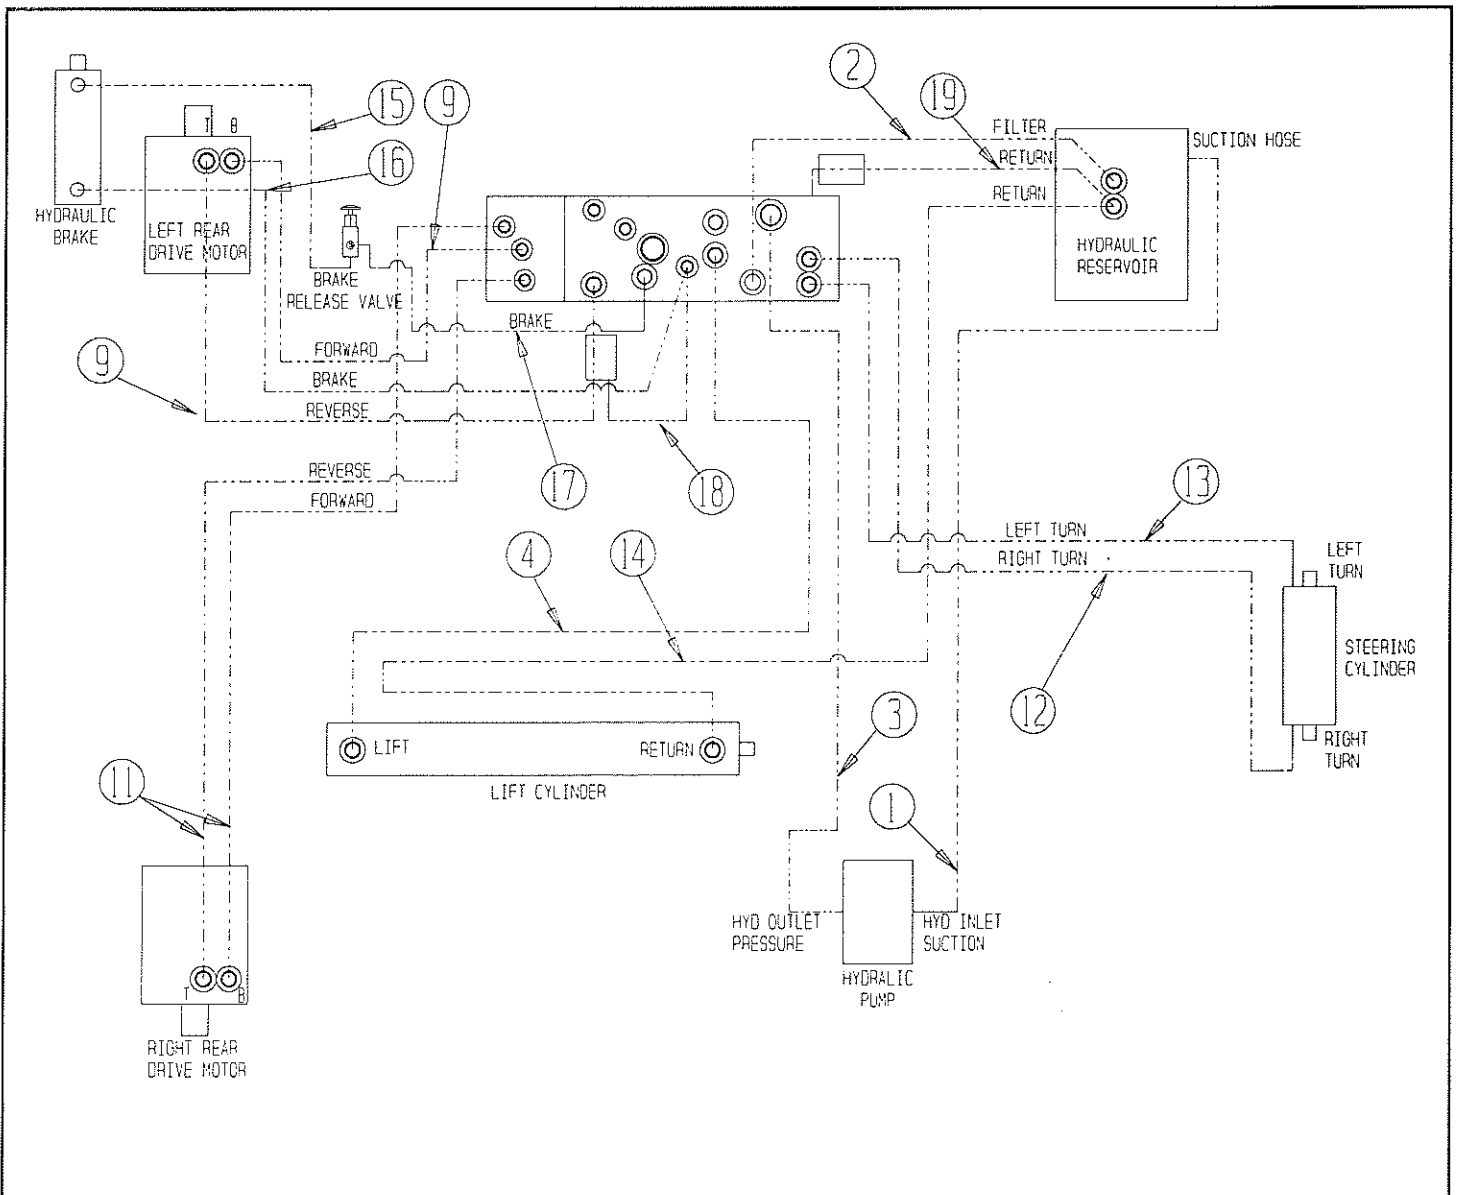 2
19
15
9
FILTER
SUCTION HOSE
T B
RETURN
16
RETURN
HYDRAULIC
BRAKE
LEFT REAR
DRIVE MOTOR
9
HYDRAULIC
RESERVOIR
BRAKE
RELEASE VALVE
BRAKE
FORWARD
9
BRAKE
REVERSE
REVERSE
17
18
13
FORWARD
LEFT TURN
4
14
RIGHT TURN
LEFT
TURN
STEERING
CYLINDER
12
3
LIFT
RETURN
RIGHT
TURN
11
LIFT CYLINDER
1
HYD OUTLET
PRESSURE
HYD INLET
SUCTION
HYDRALIC
PUMP
T B
RIGHT REAR
DRIVE MOTOR